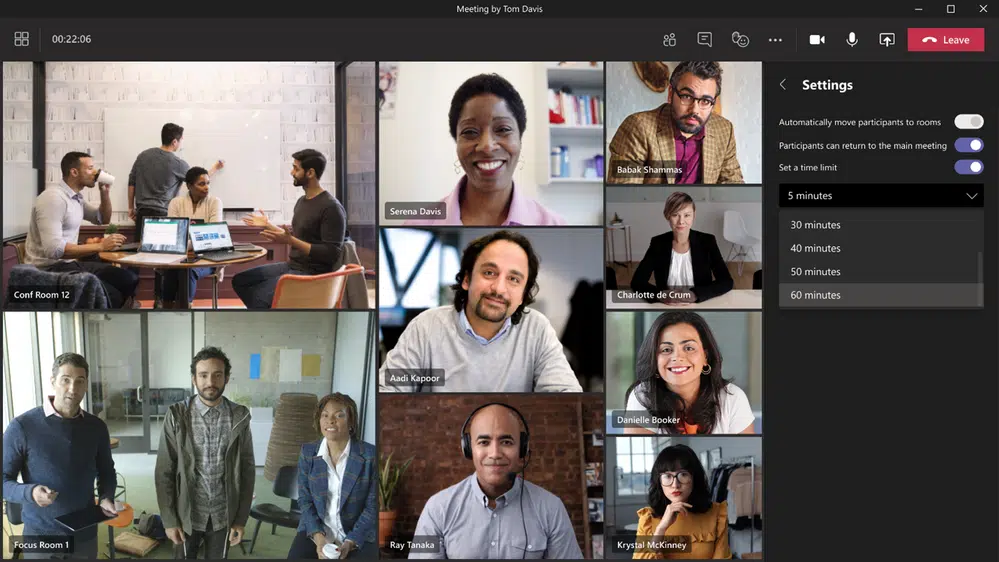 Meeting by Tom Davis
00:22:06
Leave
Settings
Automatically move participants to rooms
Participants can return to the main meeting
Set a time limit
5 minutes
30 minutes
40 minutes
50 minutes
60 minutes
Conf Room 12
Serena Davis
Babak Shammas
Aadi Kapoor
Charlotte de Crum
Danielle Booker
Focus Room 1
Ray Tanaka
Krystal McKinney